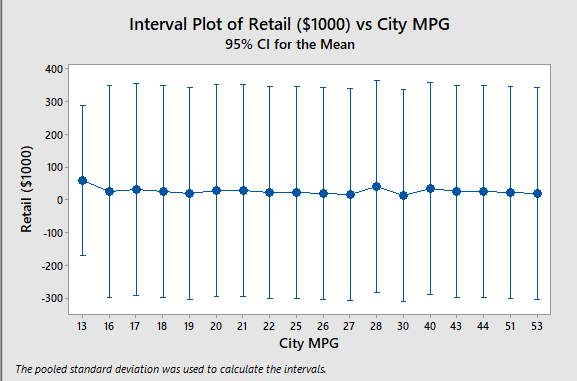 Interval Plot of Retail ($1000) vs City MPG
95% CI for the Mean
400
300
200
100
0
-100
-200
-300
Retail ($1000)
13 16 17 18 19 20 21 22 25 26 27 28 30 40 43 44 51 53
City MPG
The pooled standard deviation was used to calculate the intervals.